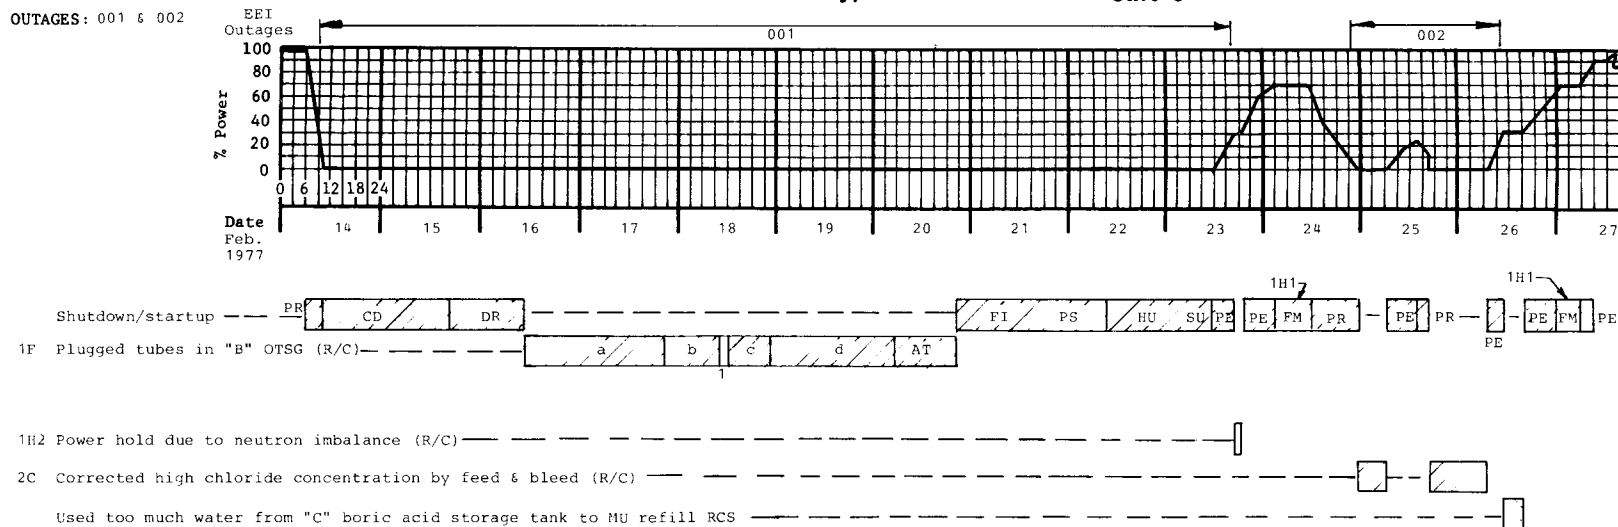 EEI
OUTAGES: 001 & 002
Outages
001
002
100
80
60
40
20
0
% Power
0 6 12 18 24
Date
Feb.
1977
14 15 16 17 18 19 20 21 22 23 24 25 26 27
1H1
1H1
Shutdown/startup
PR CD DR FI PS HU SU PE PE FM PR PE PR PE FM PE
PE
1F Plugged tubes in "B" OTSG (R/C)
a b c d AT
1
1H2 Power hold due to neutron imbalance (R/C)
2C Corrected high chloride concentration by feed & bleed (R/C)
Used too much water from "C" boric acid storage tank to MU refill RCS